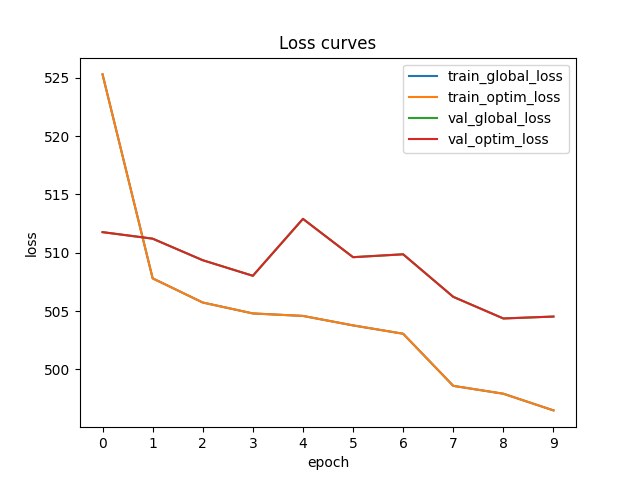 Loss curves
train_global_loss
train_optim_loss
val_global_loss
val_optim_loss
525
520
515
510
505
500
loss
0 1 2 3 4 5 6 7 8 9
epoch